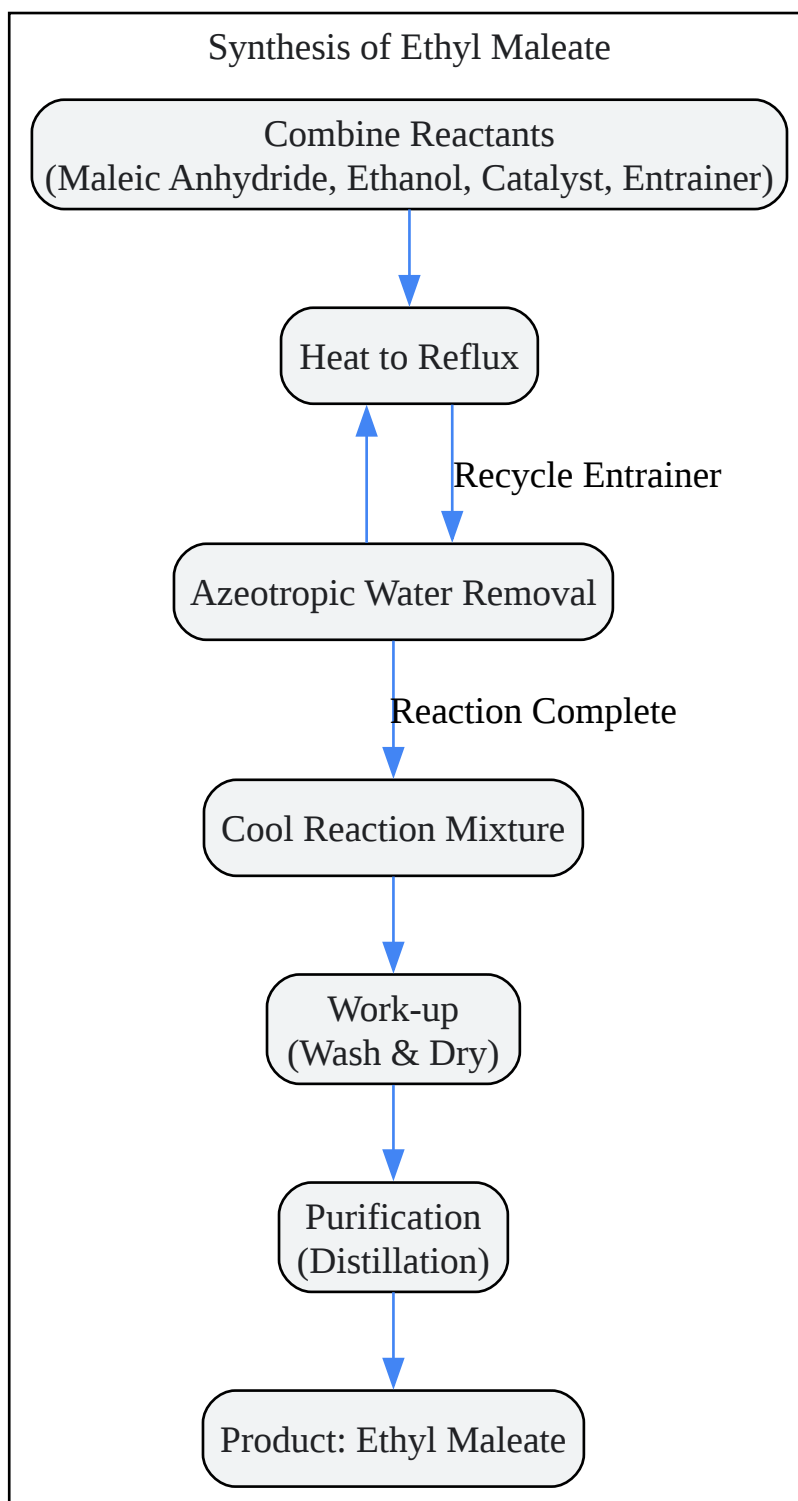 Synthesis of Ethyl Maleate
Combine Reactants
(Maleic Anhydride, Ethanol, Catalyst, Entrainer)
Heat to Reflux
Recycle Entrainer
Azeotropic Water Removal
Reaction Complete
Cool Reaction Mixture
Work-up
(Wash & Dry)
Purification
(Distillation)
Product: Ethyl Maleate